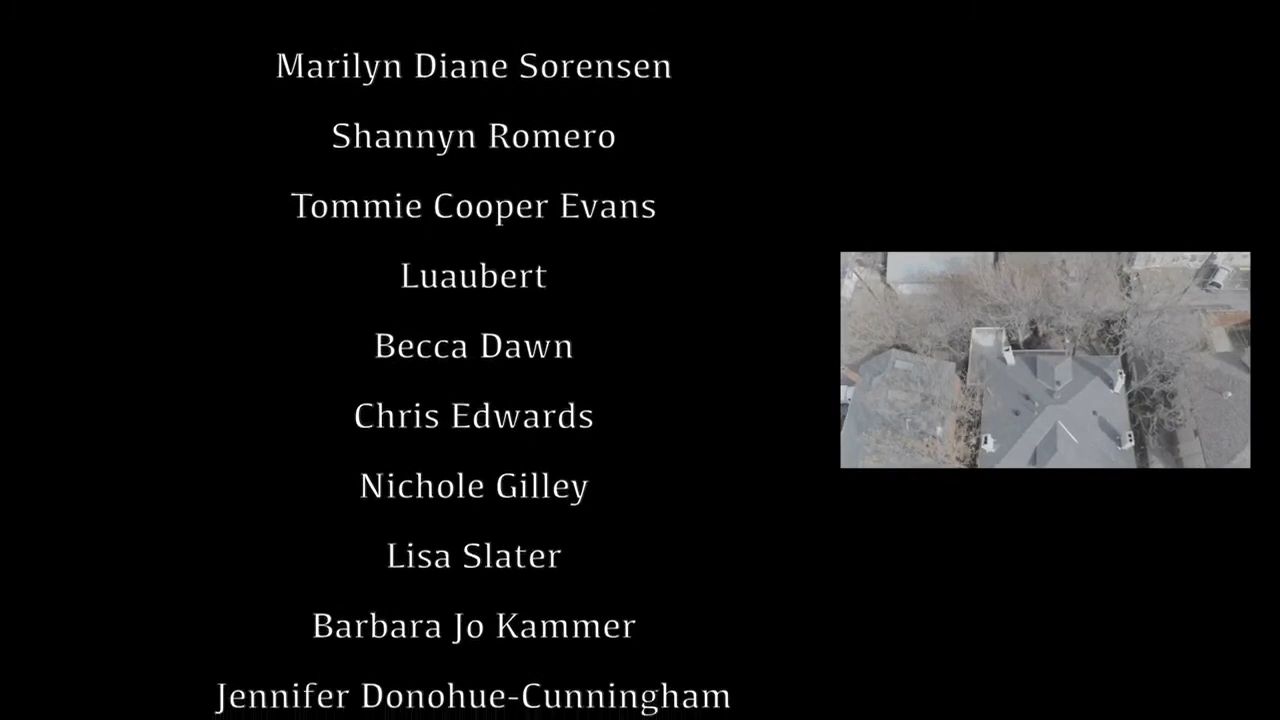 Marilyn Diane Sorensen
Shannyn Romero
Tommie Cooper Evans
Luaubert
Becca Dawn
Chris Edwards
Nichole Gilley
Lisa Slater
Barbara Jo Kammer
Jennifer Donohue-Cunningham